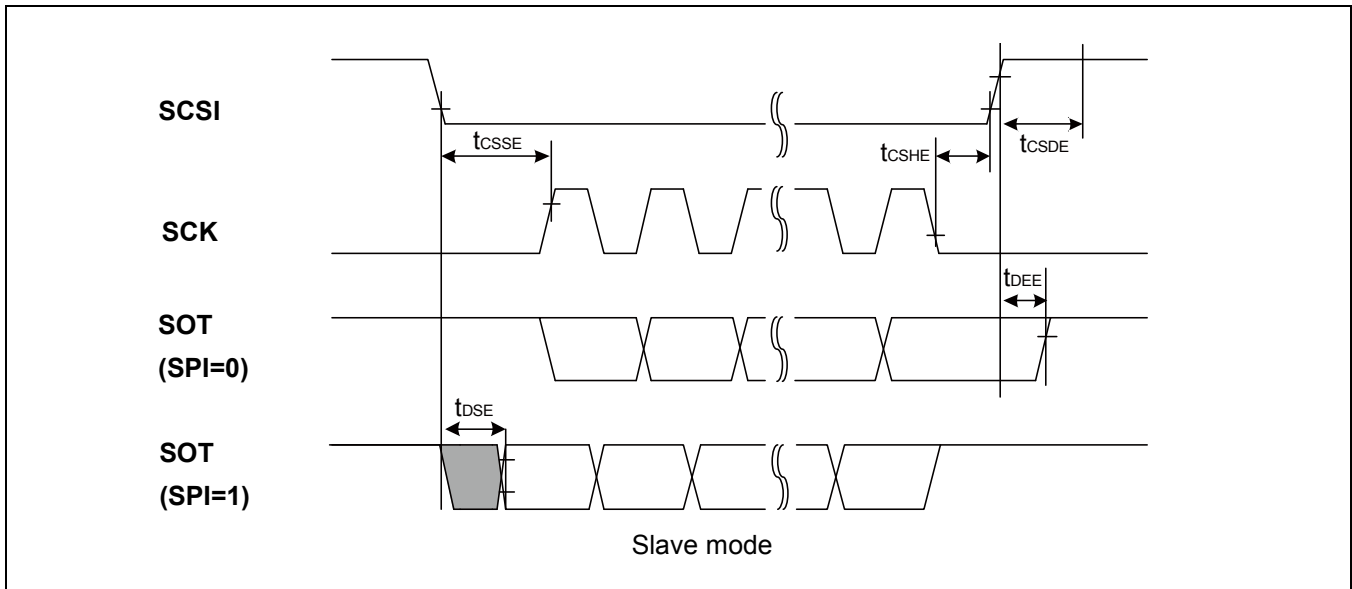 SCSI
tCSSE
tCSHE
tCSDE
SCK
tDEE
SOT
(SPI=0)
tDSE
SOT
(SPI=1)
Slave mode